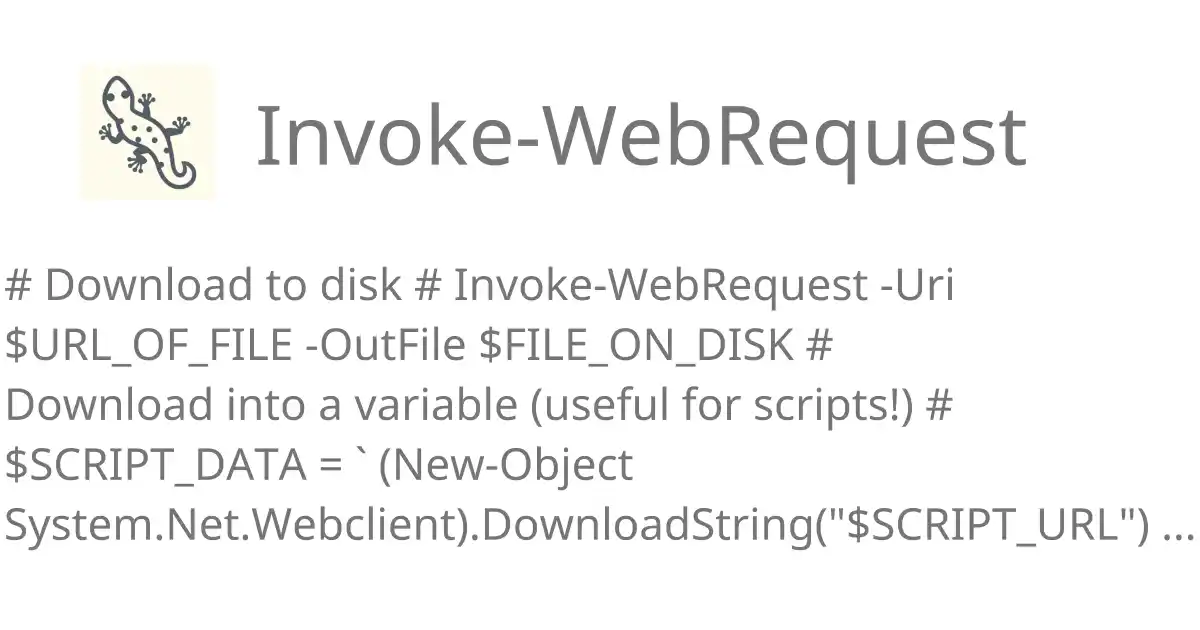 Invoke-WebRequest
# Download to disk # Invoke-WebRequest -Uri
$URL_OF_FILE -OutFile $FILE_ON_DISK #
Download into a variable (useful for scripts!) #
$SCRIPT_DATA = ` (New-Object
System.Net.Webclient).DownloadString("$SCRIPT_URL") ...